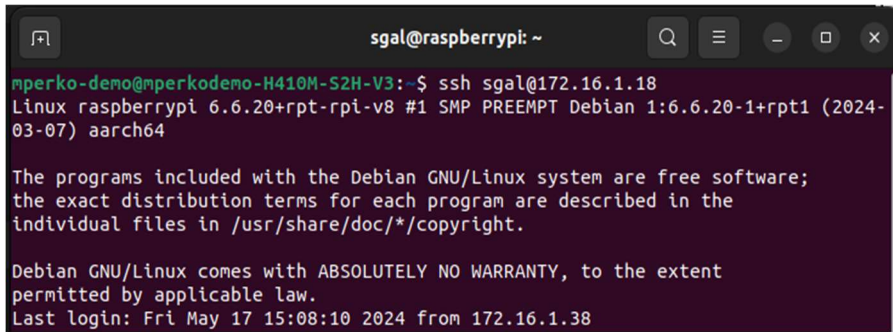 sgal@raspberrypi: ~
mperko-demo@mperkodemo-H410M-S2H-V3:~$ ssh sgal@172.16.1.18
Linux raspberrypi 6.6.20+rpt-rpi-v8 #1 SMP PREEMPT Debian 1:6.6.20-1+rpt1 (2024-
03-07) aarch64
The programs included with the Debian GNU/Linux system are free software;
the exact distribution terms for each program are described in the
individual files in /usr/share/doc/*/copyright.
Debian GNU/Linux comes with ABSOLUTELY NO WARRANTY, to the extent
permitted by applicable law.
Last login: Fri May 17 15:08:10 2024 from 172.16.1.38